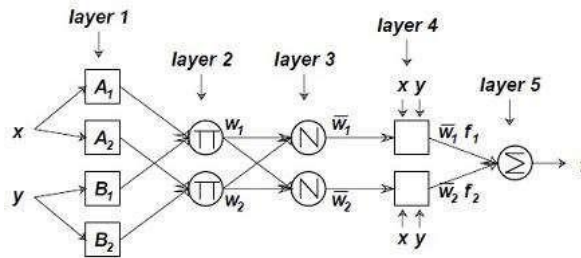 layer 1
layer 2
layer 3
layer 4
layer 5
x
y
A1
A2
B1
B2
Π
Π
w1
w2
N
N
w̅1
w̅2
x y
x y
w̅1 f1
w̅2 f2
Σ